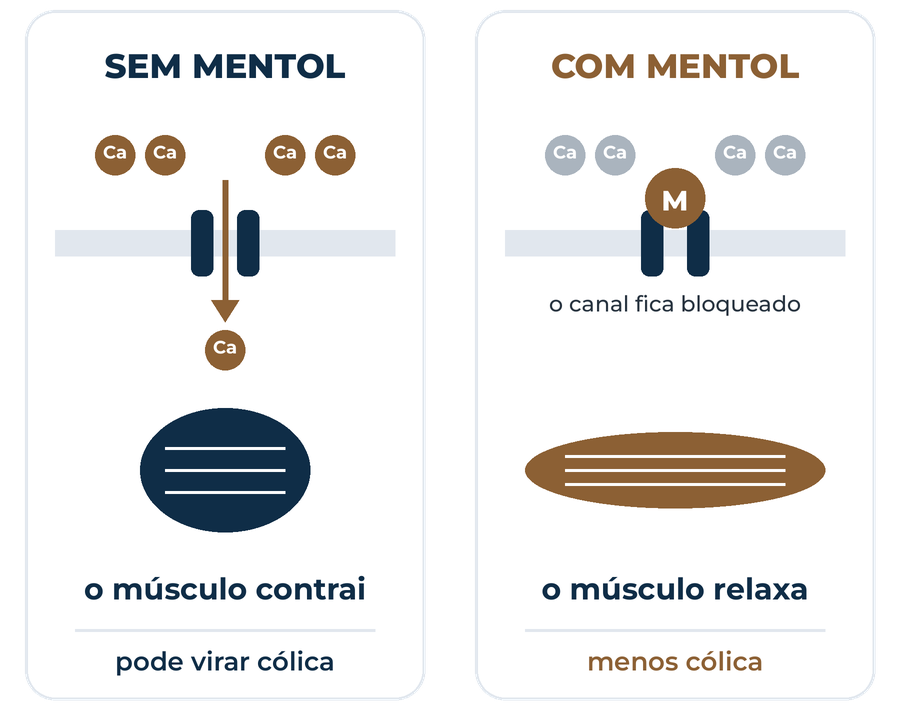 SEM MENTOL
Ca Ca Ca Ca
Ca
o músculo contrai
pode virar cólica
COM MENTOL
Ca Ca Ca Ca
M
o canal fica bloqueado
o músculo relaxa
menos cólica